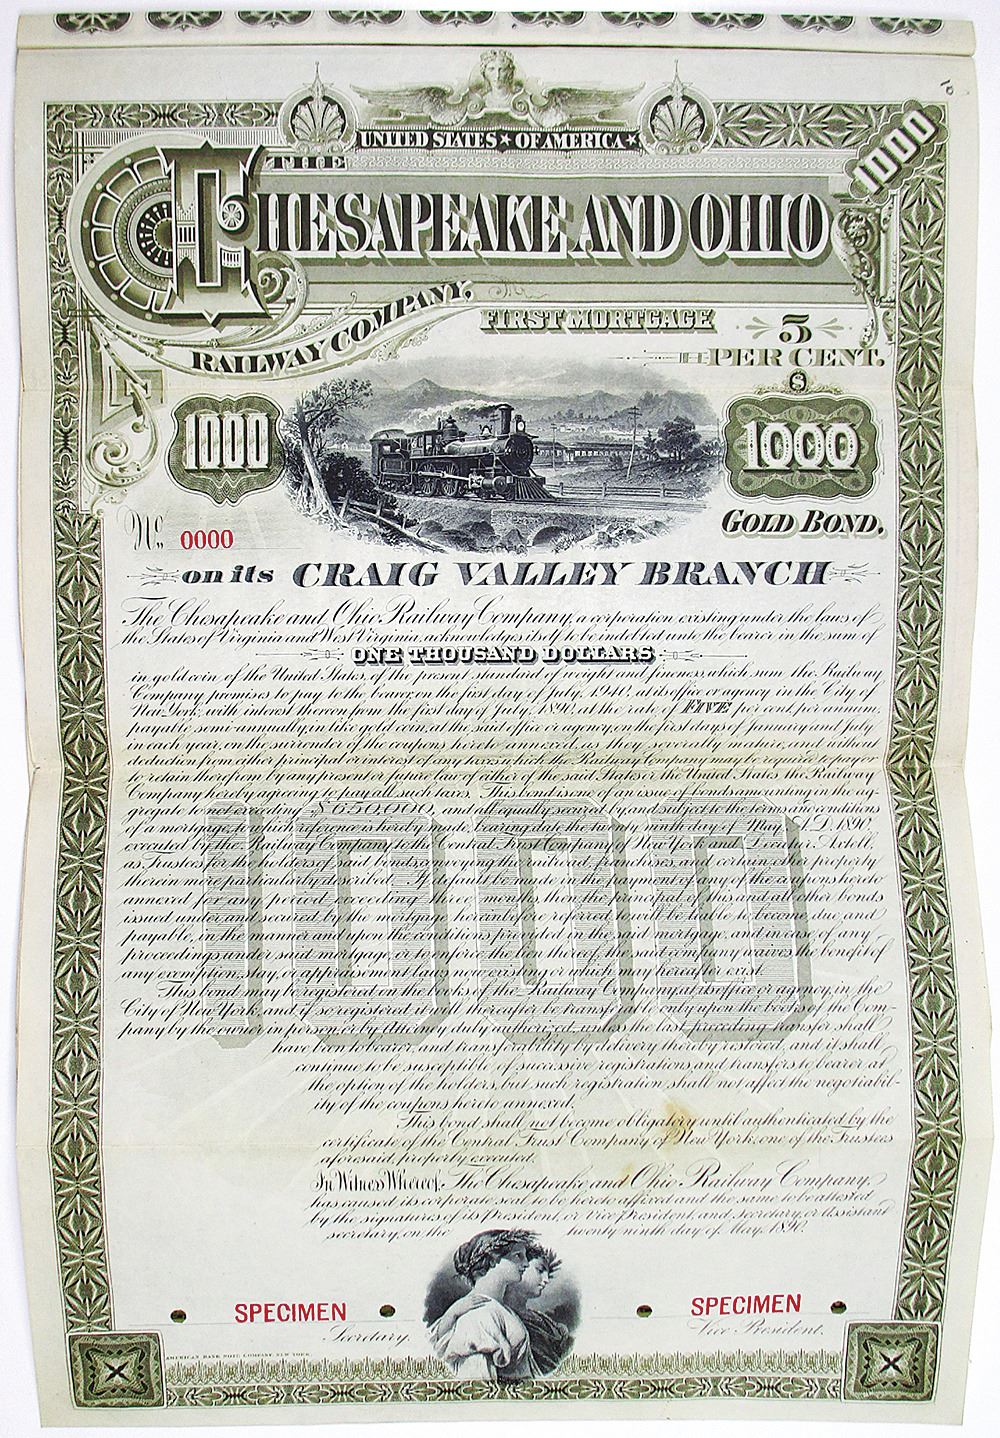 UNITED STATES ★ OF AMERICA ★
1000
THE
CHESAPEAKE AND OHIO
RAILWAY COMPANY,
FIRST MORTGAGE 5
PER CENT.
$
1000
1000
GOLD BOND.
No. 0000
on its CRAIG VALLEY BRANCH
The Chesapeake and Ohio Railway Company, a corporation existing under the laws of
the States of Virginia and West Virginia, acknowledges itself to be indebted unto the bearer in the sum of
ONE THOUSAND DOLLARS
in gold coin of the United States, of the present standard of weight and fineness, which sum the Railway
Company promises to pay to the bearer, on the first day of July, 1940, at its office or agency in the City of
New York, with interest thereon from the first day of July, 1890, at the rate of FIVE per cent, per annum,
payable, semi-annually, in like gold coin, at the said office or agency, on the first days of January and July
in each year, on the surrender of the coupons hereto annexed, as they severally mature, and without
deduction from either principal or interest of any taxes which the Railway Company may be required to pay or
to retain therefrom by any present or future law of either of the said States or the United States, the Railway
Company hereby agreeing to pay all such taxes. This bond is one of an issue of bonds amounting in the ag-
gregate to not exceeding $650,000, and all equally secured by, and subject to the terms and conditions
of a mortgage, to which reference is hereby made, bearing date the twenty ninth day of May, A.D. 1890,
executed by the Railway Company to the Central Trust Company of New York and Decatur Axtell,
as Trustees for the holders of said bonds, conveying the railroad, franchises, and certain other property
therein more particularly described. If default be made in the payment of any of the coupons hereto
annexed for any period exceeding three months, then the principal of this and all other bonds
issued under and secured by the mortgage hereinbefore referred to will be liable to become due and
payable, in the manner and upon the conditions provided in the said mortgage, and in case of any
proceedings under said mortgage, or to enforce the lien thereof, the said company waives the benefit of
any exemption, stay, or appraisement laws now existing or which may hereafter exist.
This bond may be registered on the books of the Railway Company, at its office or agency, in the
City of New York, and if so registered it will thereafter be transferable only upon the books of the Com-
pany by the owner in person or by attorney duly authorized, unless the last preceding transfer shall
have been to bearer, and transferability by delivery thereby restored, and it shall
continue to be susceptible of successive registrations and transfers to bearer at
the option of the holders, but such registration shall not affect the negotiabil-
ity of the coupons hereto annexed.
This bond shall not become obligatory until authenticated by the
certificate of the Central Trust Company of New York, one of the Trustees
aforesaid, properly executed.
In Witness Whereof, The Chesapeake and Ohio Railway Company,
has caused its corporate seal to be hereto affixed and the same to be attested
by the signatures of its President, or Vice President, and Secretary, or Assistant
Secretary, on the twenty ninth day of May, 1890.
SPECIMEN
SPECIMEN
Secretary.
Vice President.
AMERICAN BANK NOTE COMPANY, NEW YORK.